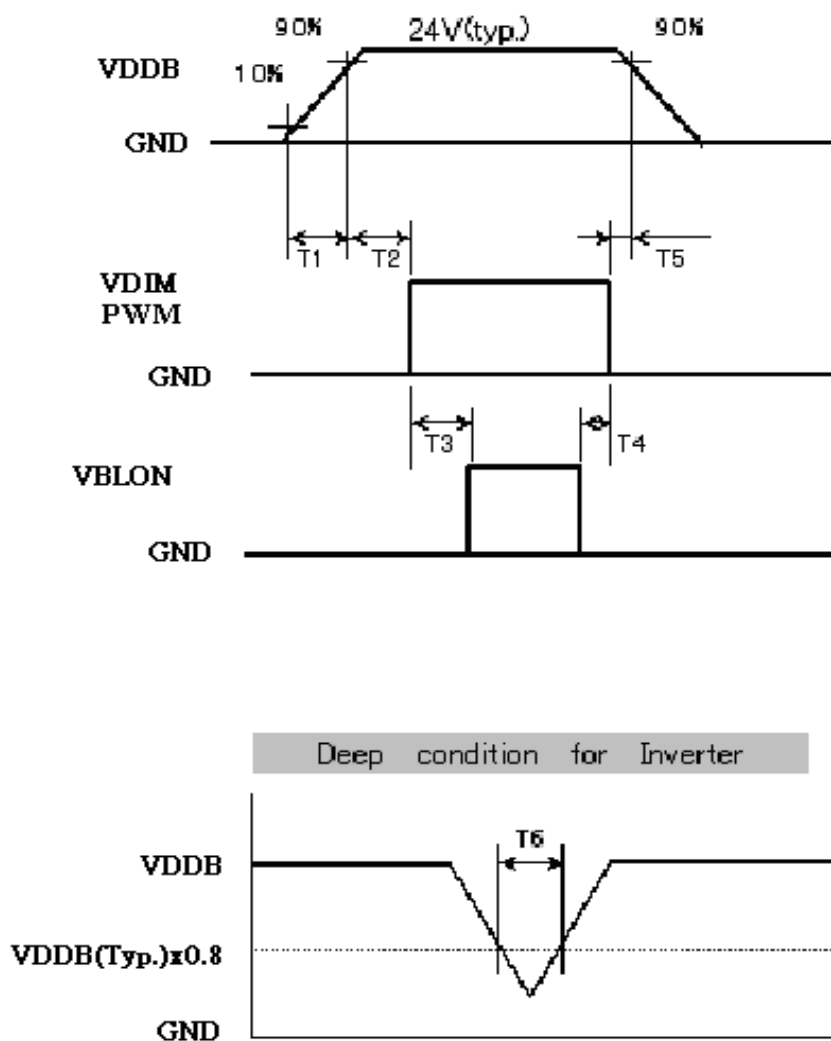 90% 24V(typ.) 90%
VDDB
10%
GND
T1 T2 T5
VDIM
PWM
GND
T3 T4
VBLON
GND
Deep condition for Inverter
T6
VDDB
VDDB(Typ.)x0.8
GND